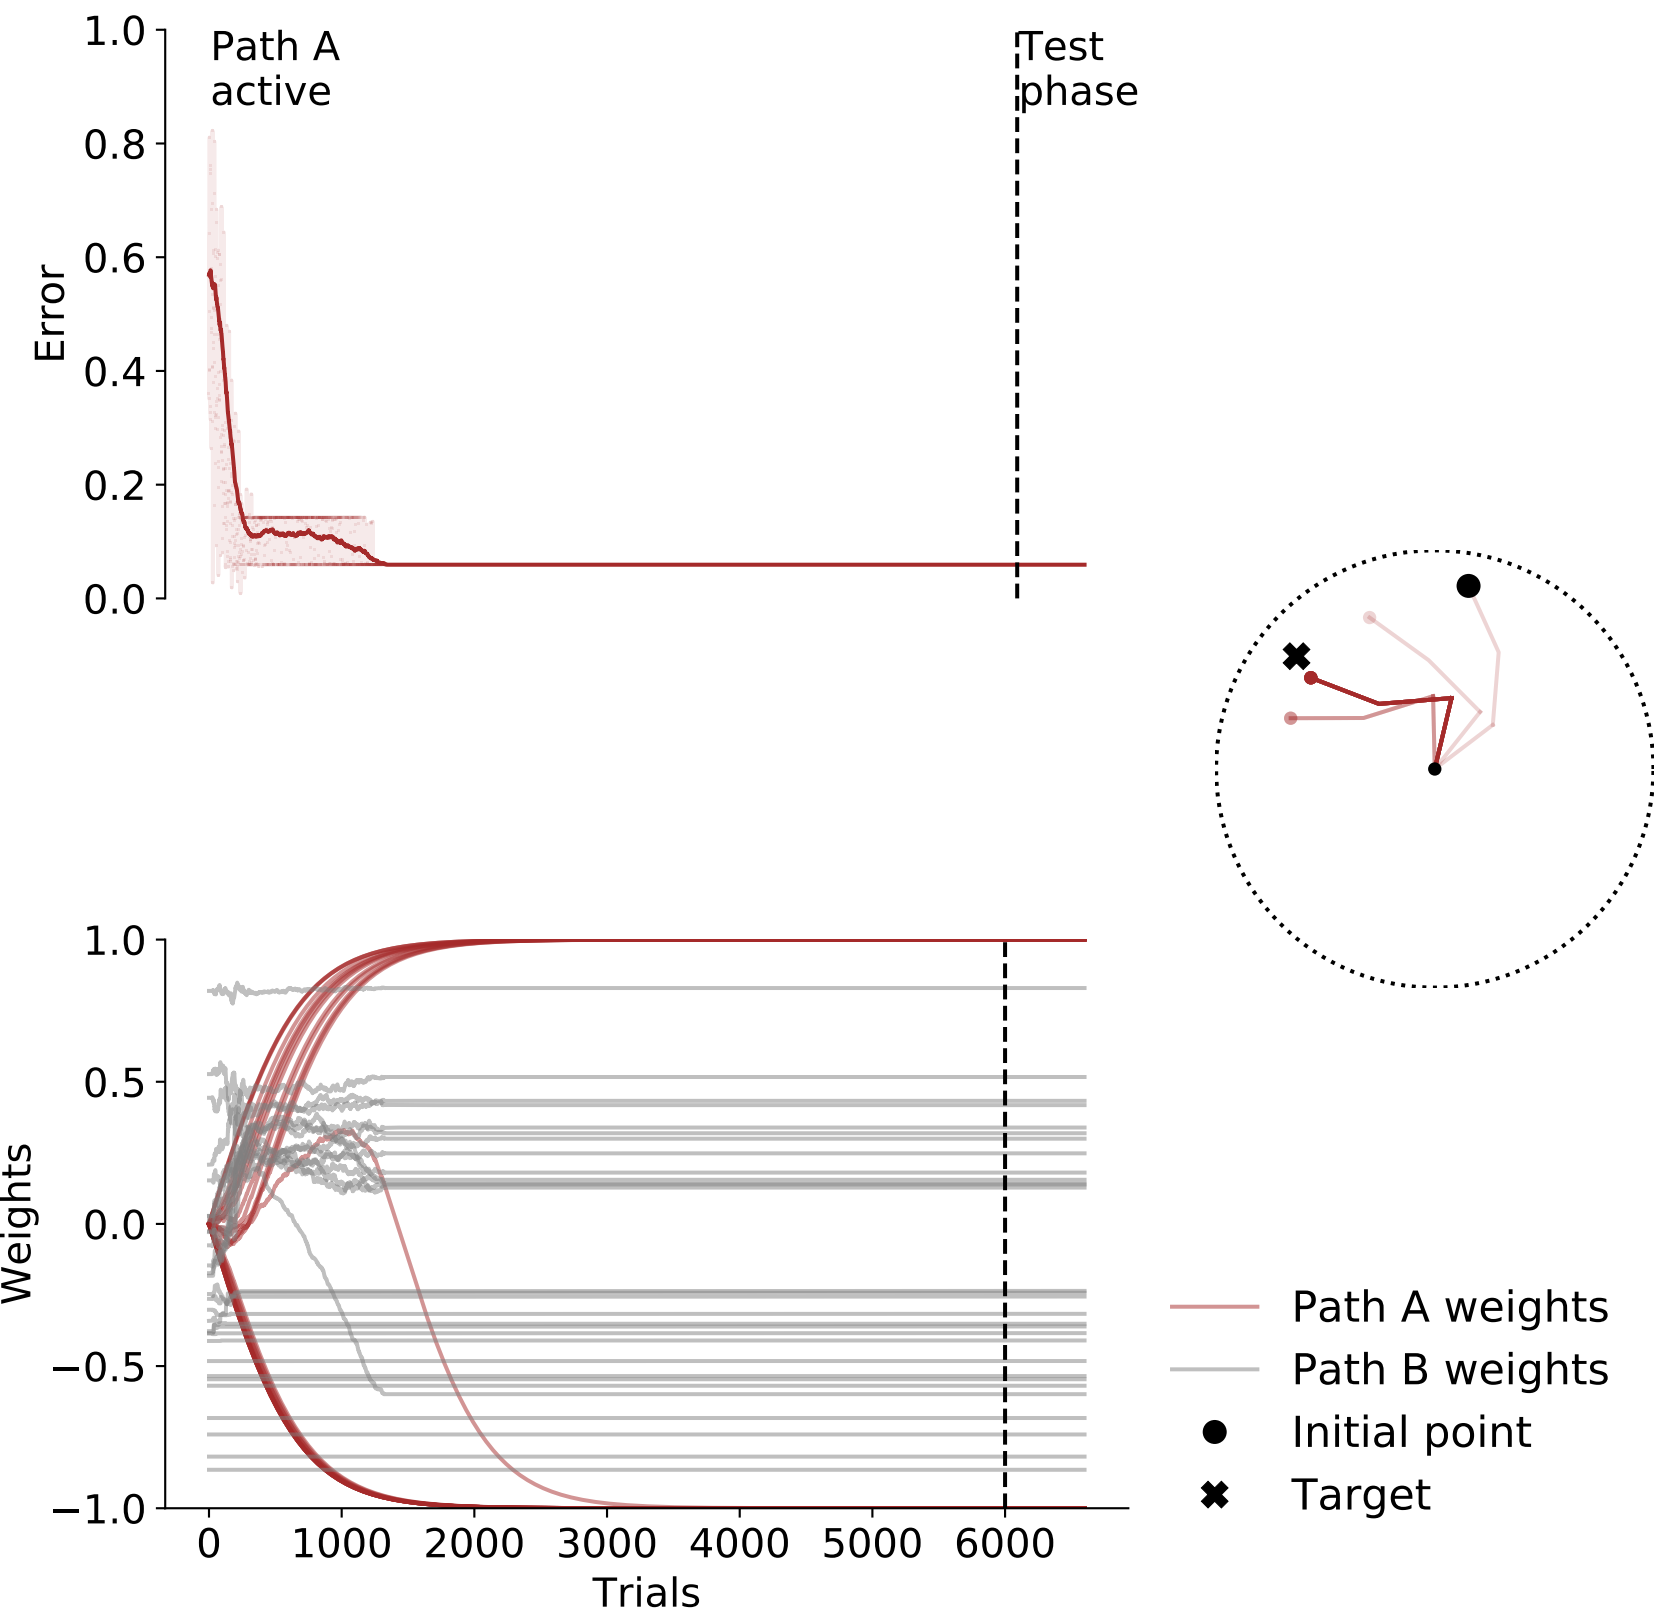 1.0
Path A
active
Test
phase
0.8
0.6
0.4
0.2
0.0
Error
1.0
0.5
0.0
−0.5
−1.0
Weights
0 1000 2000 3000 4000 5000 6000
Trials
Path A weights
Path B weights
Initial point
Target